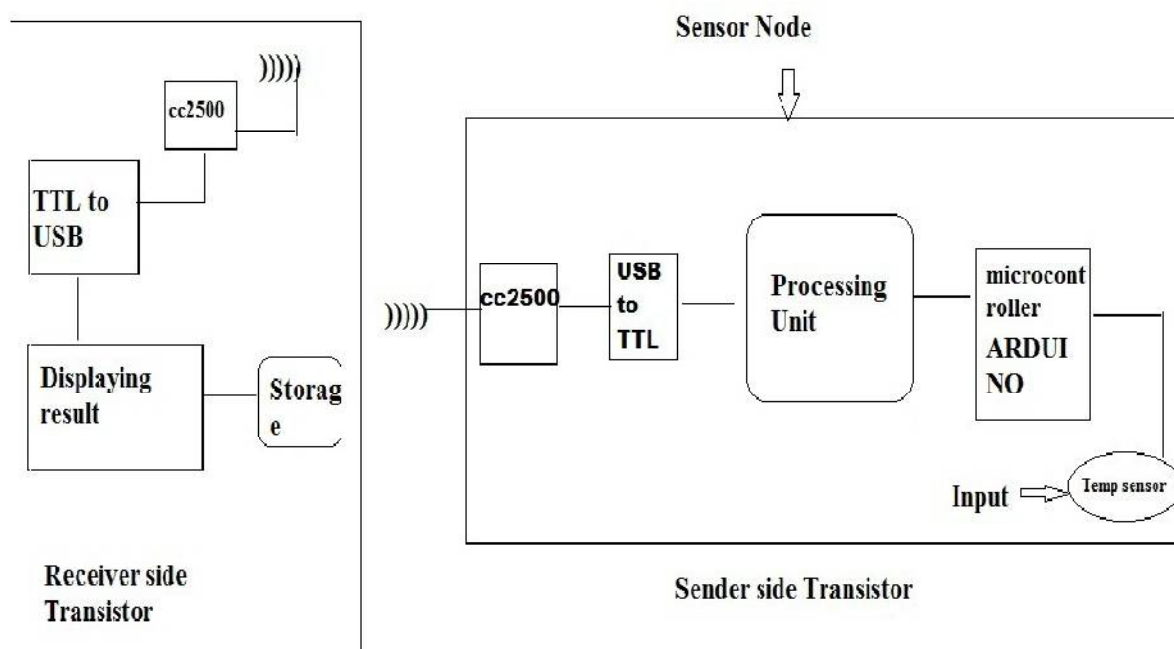 )))))
cc2500
TTL to
USB
Displaying
result
Storag
e
Receiver side
Transistor
Sensor Node
)))))
cc2500
USB
to
TTL
Processing
Unit
microcont
roller
ARDUI
NO
Input
Temp sensor
Sender side Transistor